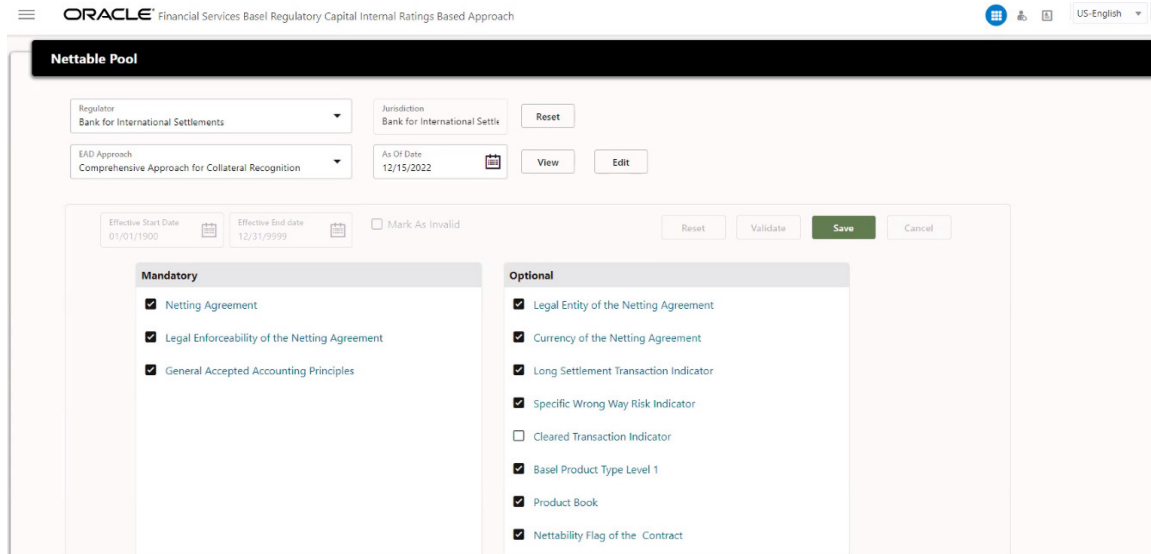 ORACLE Financial Services Basel Regulatory Capital Internal Ratings Based Approach
US-English
Nettable Pool
Regulator
Bank for International Settlements
Jurisdiction
Bank for International Settle
Reset
EAD Approach
Comprehensive Approach for Collateral Recognition
As Of Date
12/15/2022
View
Edit
Effective Start Date
01/01/1900
Effective End date
12/31/9999
Mark As Invalid
Reset
Validate
Save
Cancel
Mandatory
Netting Agreement
Legal Enforceability of the Netting Agreement
General Accepted Accounting Principles
Optional
Legal Entity of the Netting Agreement
Currency of the Netting Agreement
Long Settlement Transaction Indicator
Specific Wrong Way Risk Indicator
Cleared Transaction Indicator
Basel Product Type Level 1
Product Book
Nettability Flag of the Contract